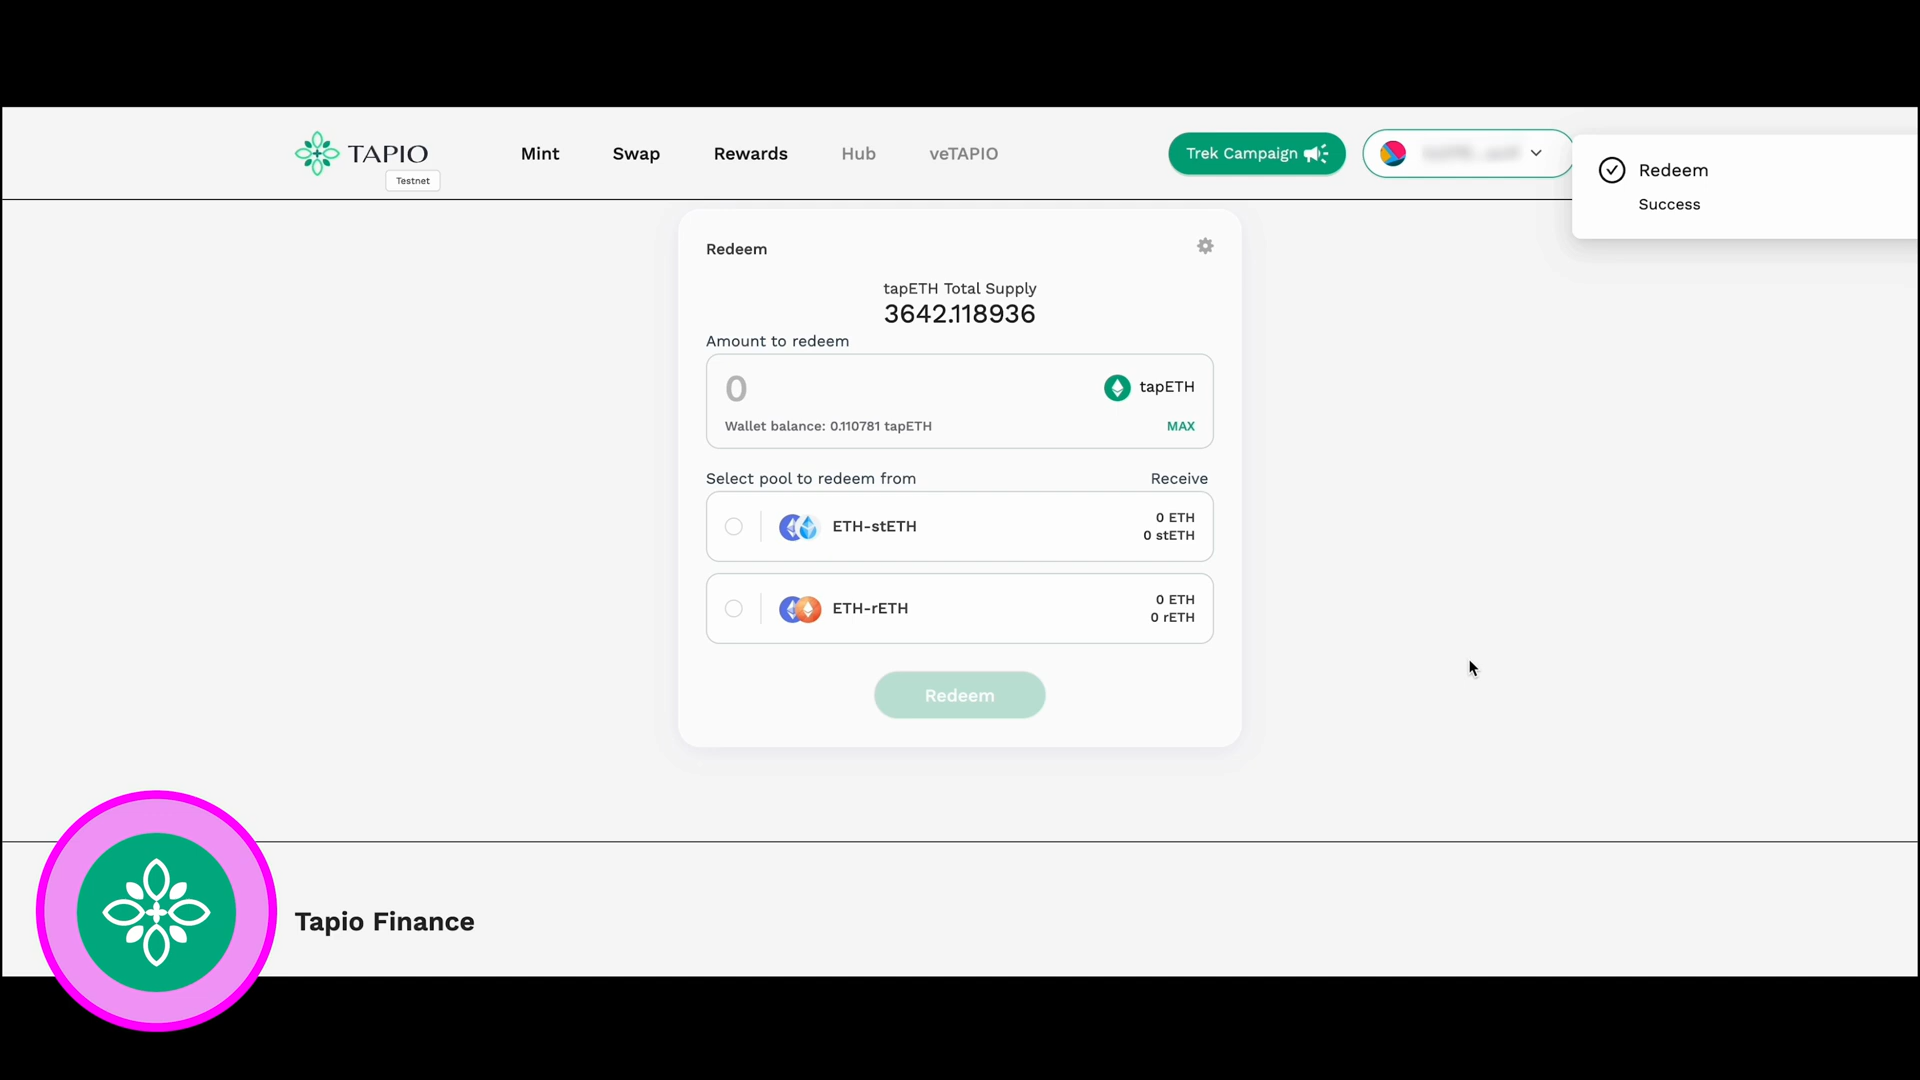 TAPIO
Testnet
Mint
Swap
Rewards
Hub
veTAPIO
Trek Campaign
Redeem
Success
Redeem
tapETH Total Supply
3642.118936
Amount to redeem
0
tapETH
Wallet balance: 0.110781 tapETH
MAX
Select pool to redeem from
Receive
ETH-stETH
0 ETH
0 stETH
ETH-rETH
0 ETH
0 rETH
Redeem
Tapio Finance